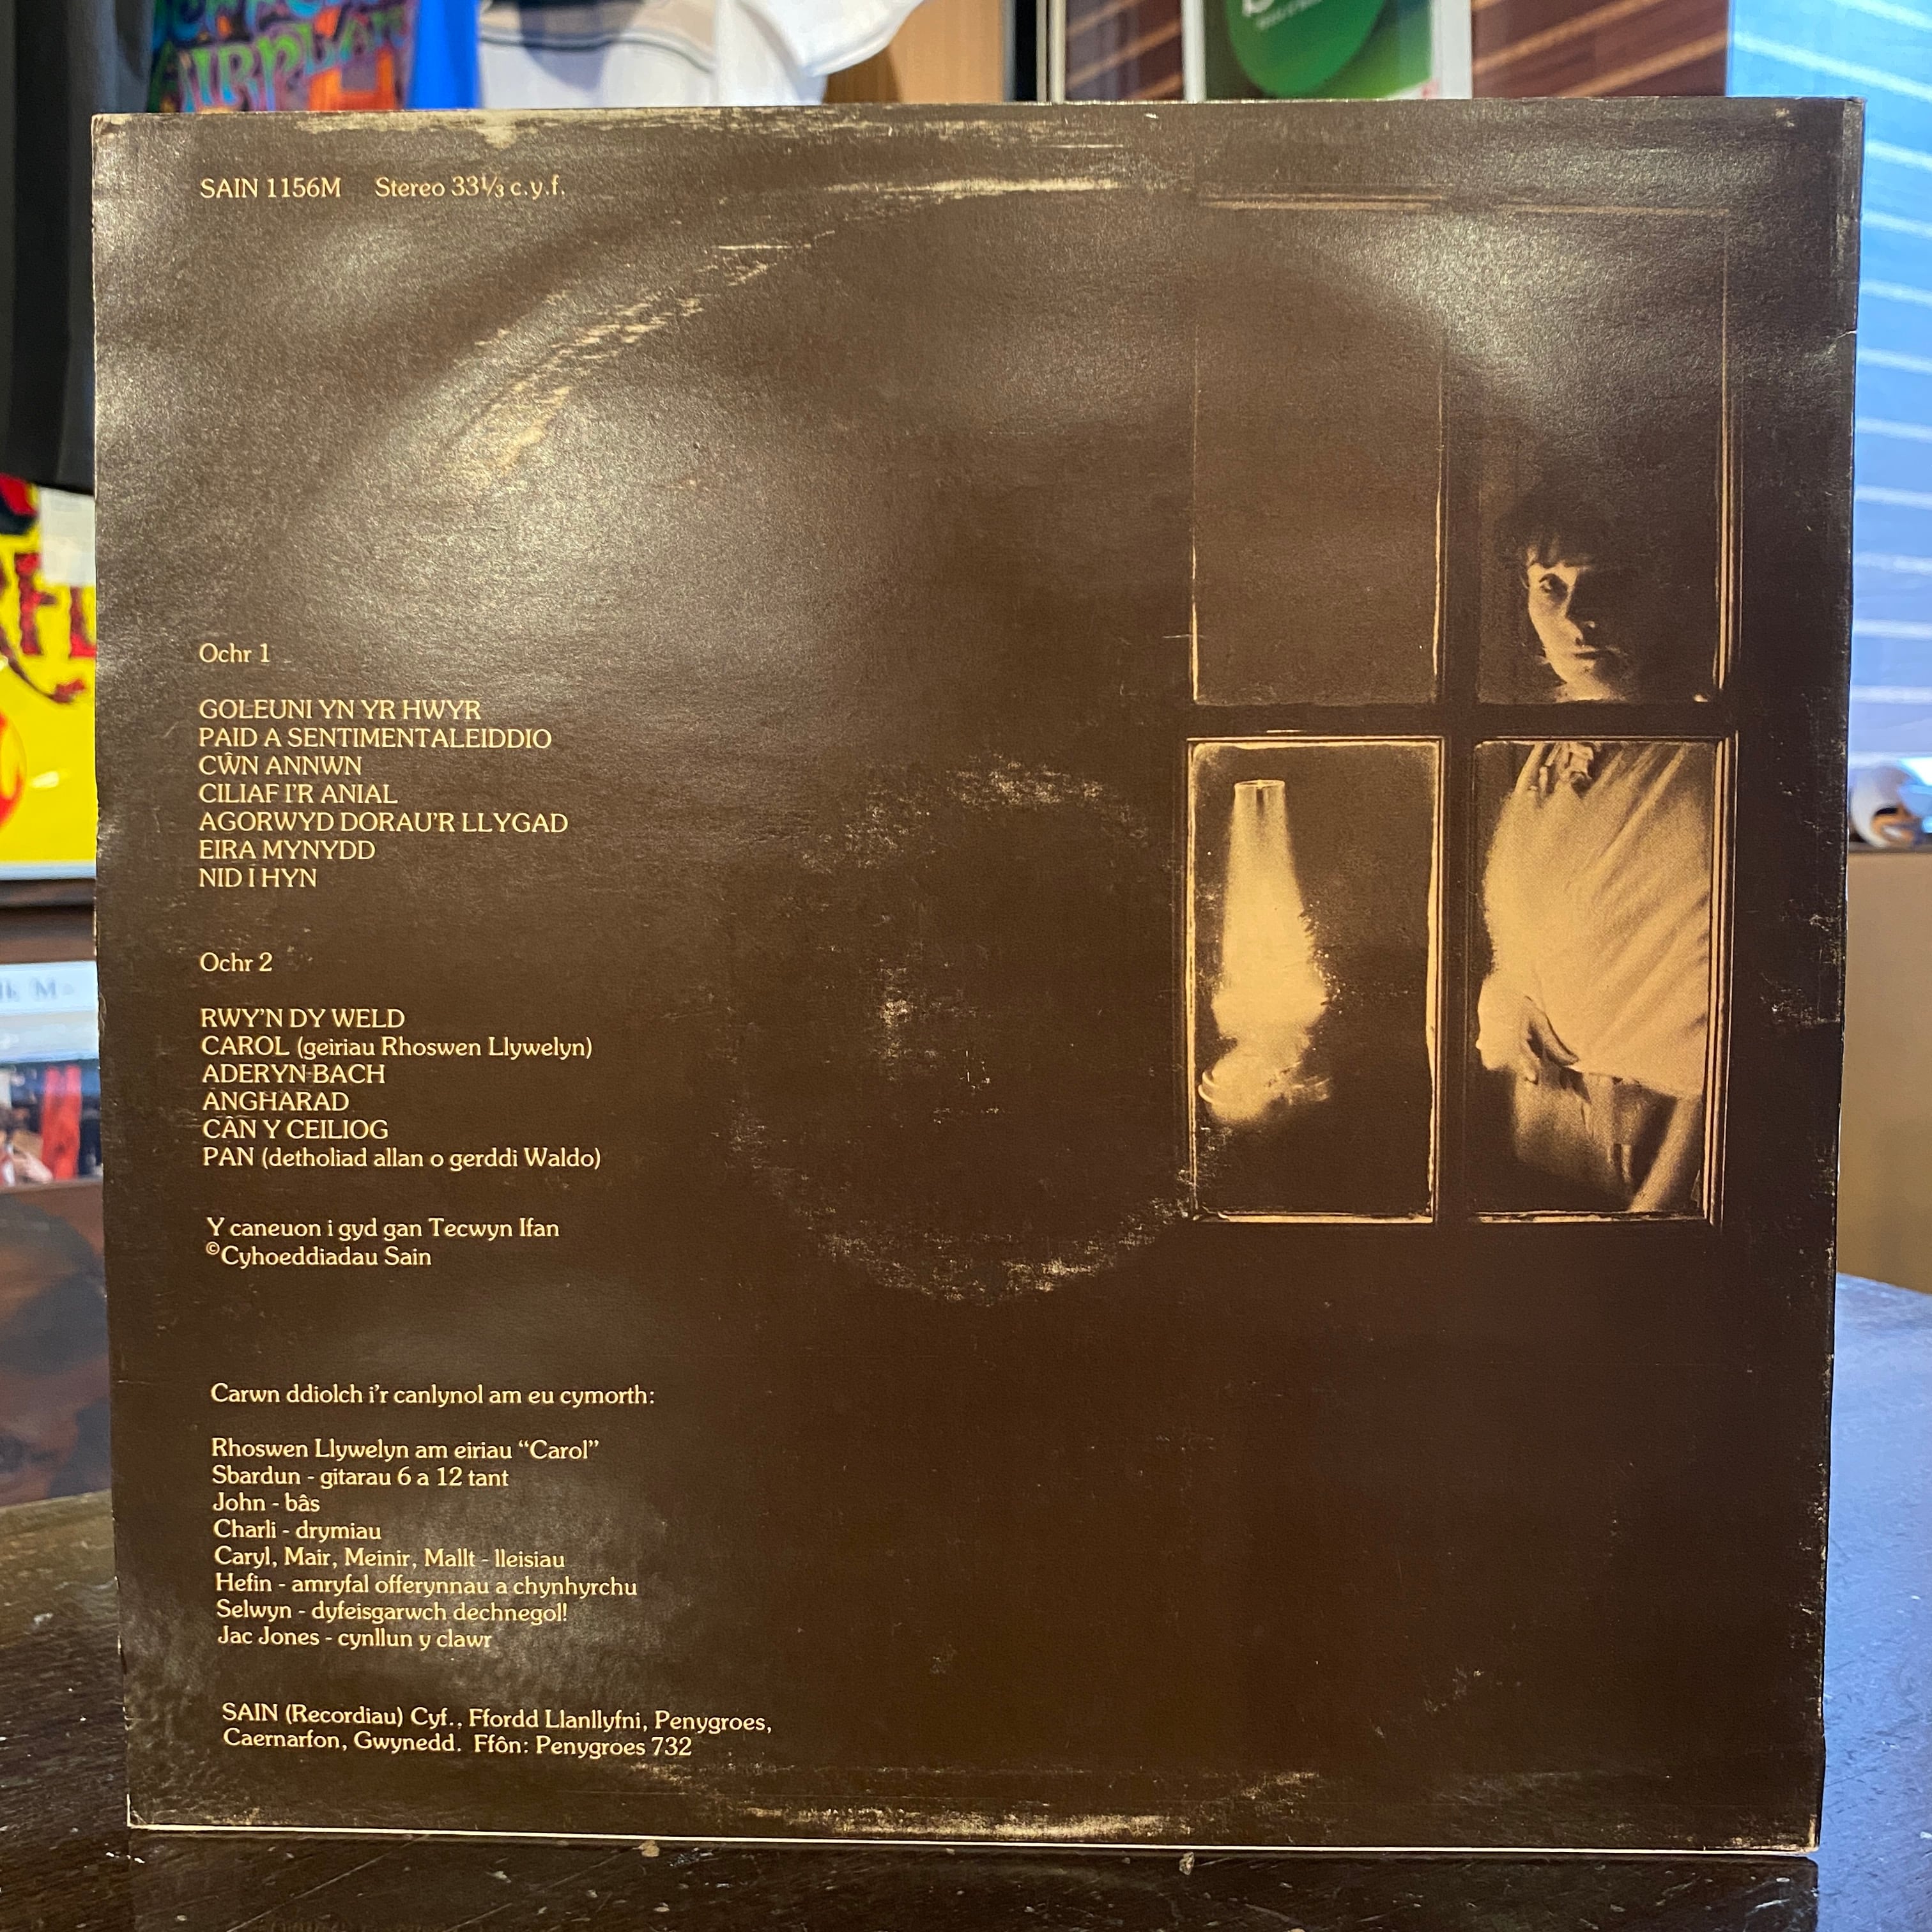 SAIN 1156M Stereo 33⅓ c.y.f.
Ochr 1
GOLEUNI YN YR HWYR
PAID A SENTIMENTALEIDDIO
CŴN ANNWN
CILIAF I'R ANIAL
AGORWYD DORAU'R LLYGAD
EIRA MYNYDD
NID I HYN
Ochr 2
RWY'N DY WELD
CAROL (geiriau Rhoswen Llywelyn)
ADERYN BACH
ANGHARAD
CÂN Y CEILIOG
PAN (detholiad allan o gerddi Waldo)
Y caneuon i gyd gan Tecwyn Ifan
©Cyhoeddiadau Sain
Carwn ddiolch i'r canlynol am eu cymorth:
Rhoswen Llywelyn am eiriau “Carol”
Sbardun - gitarau 6 a 12 tant
John - bâs
Charli - drymiau
Caryl, Mair, Meinir, Mallt - lleisiau
Hefin - amryfal offerynnau a chynhyrchu
Selwyn - dyfeisgarwch dechnegol!
Jac Jones - cynllun y clawr
SAIN (Recordiau) Cyf., Ffordd Llanllyfni, Penygroes,
Caernarfon, Gwynedd. Ffôn: Penygroes 732